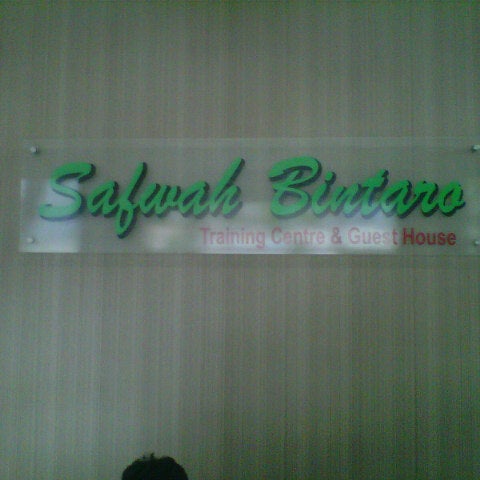 Safwah Bintaro
Training Centre & Guest House